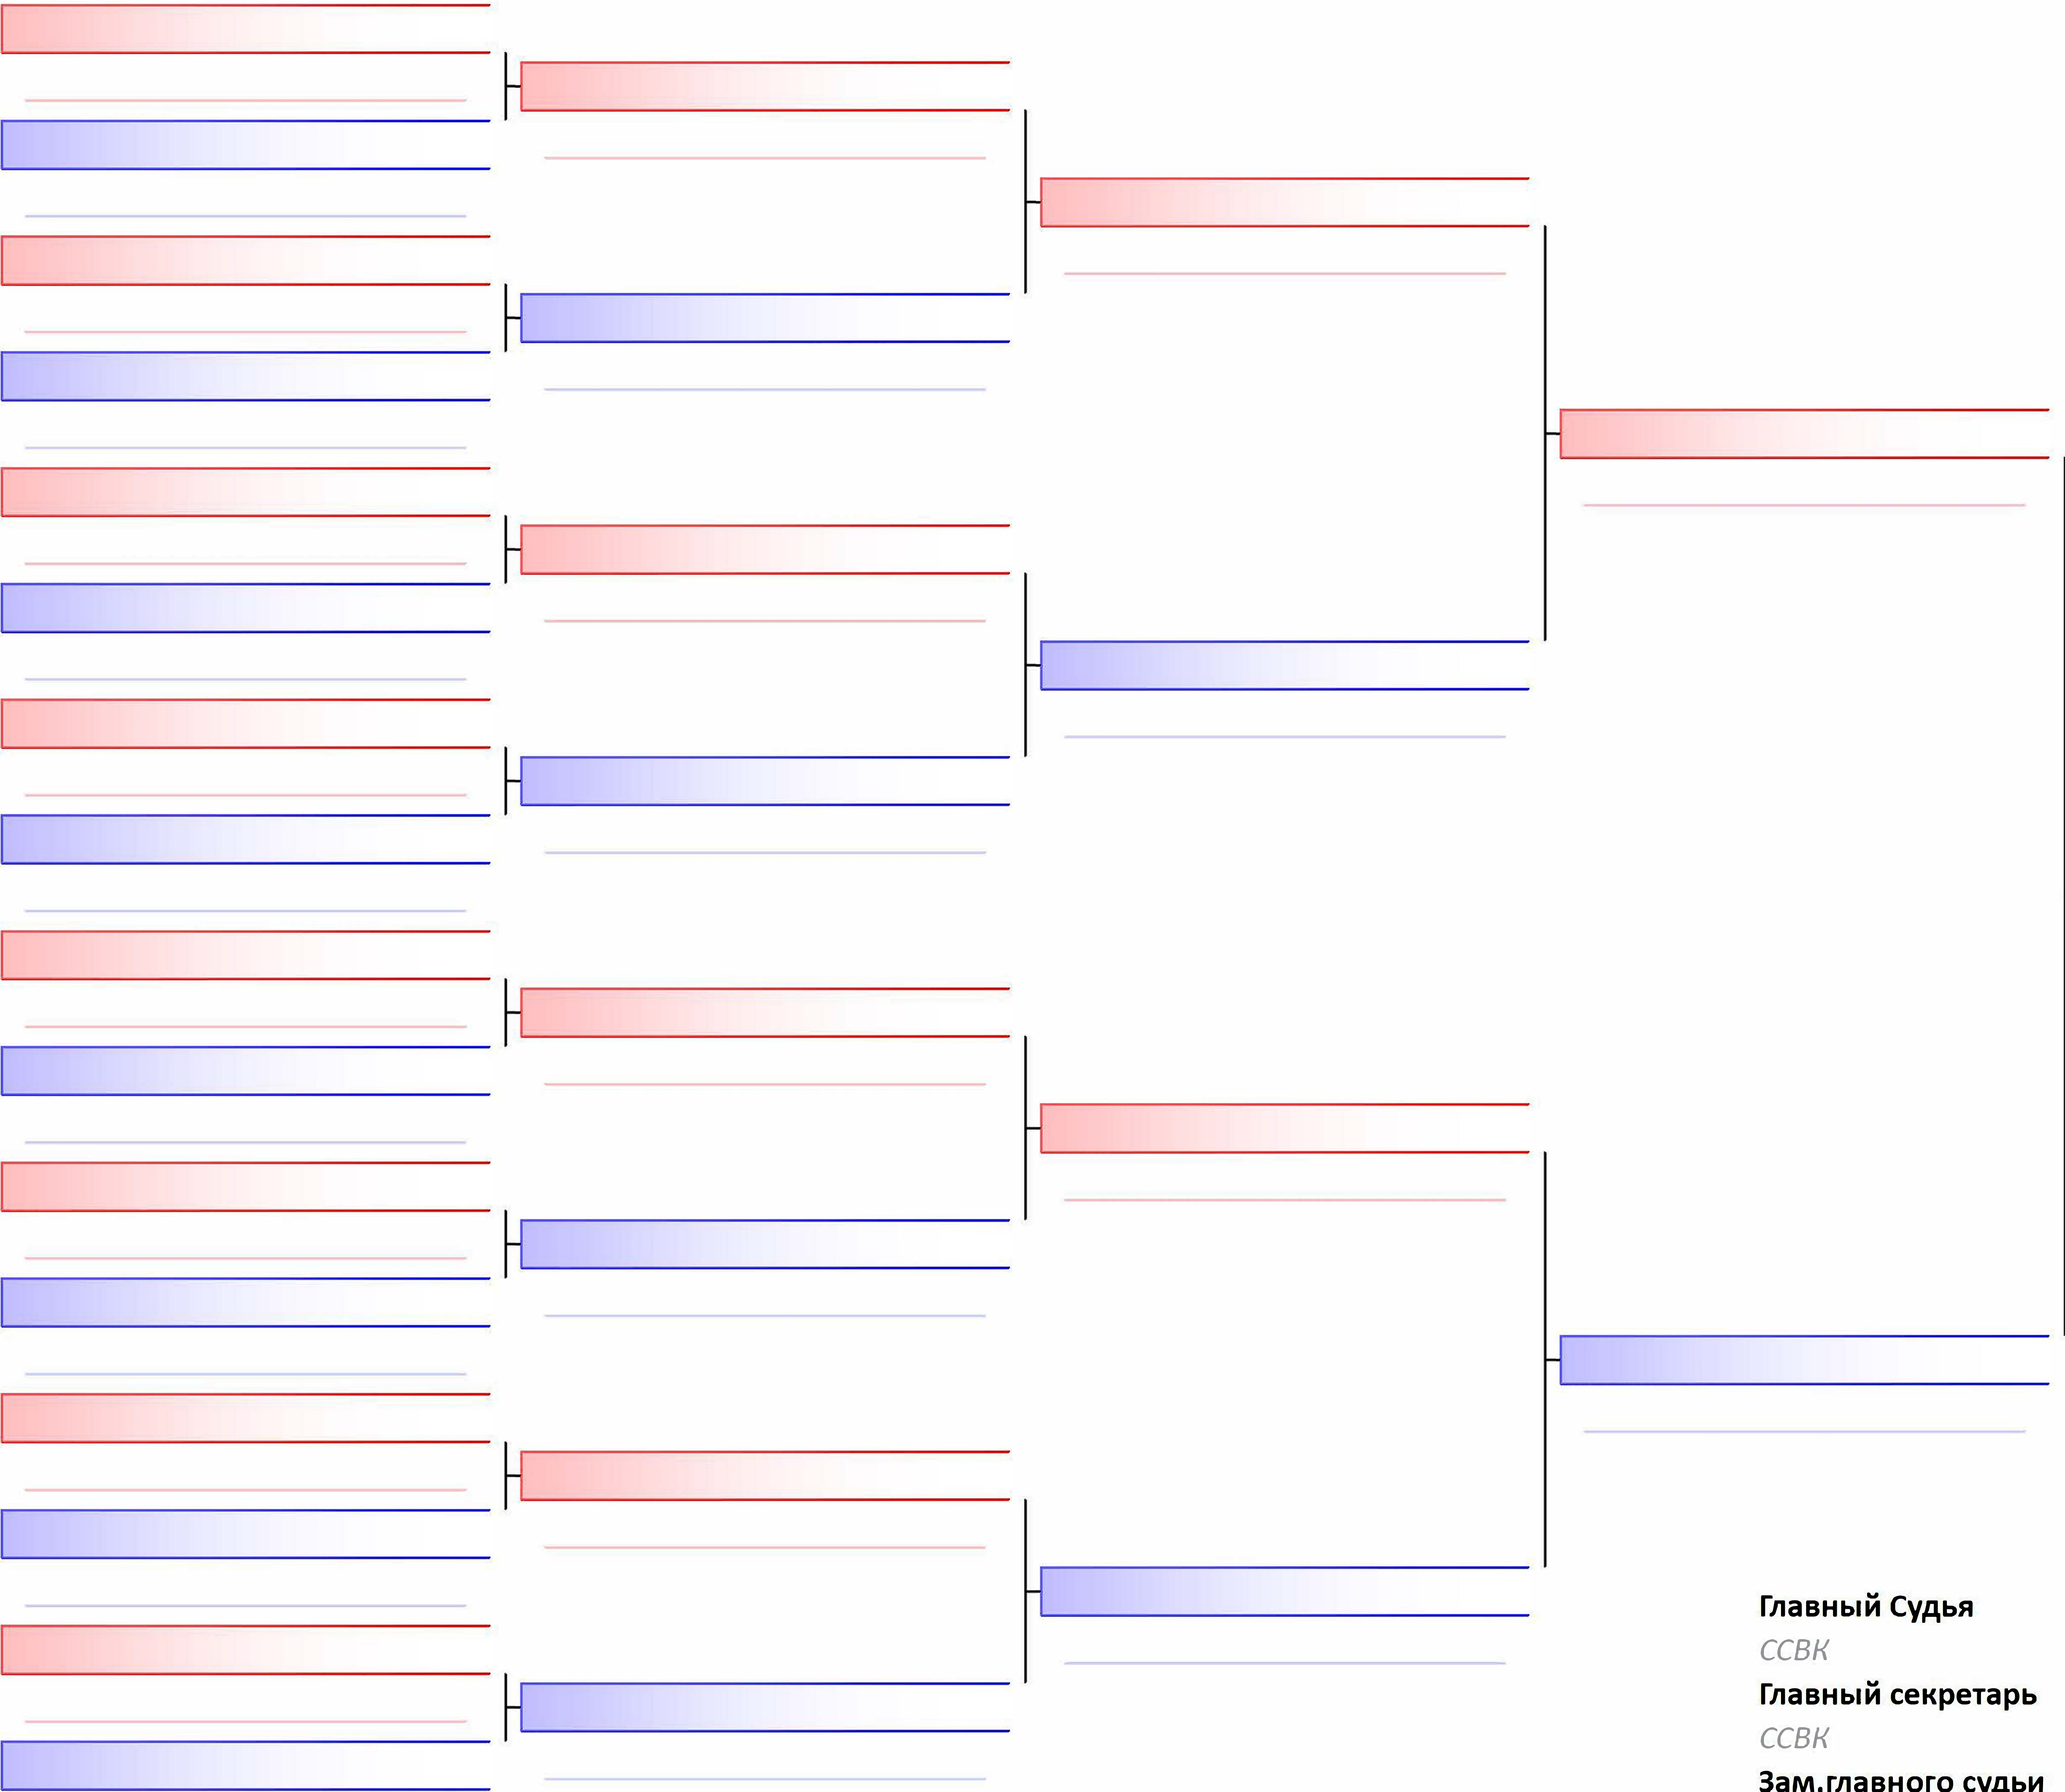 Главный Судья
ССВК
Главный секретарь
ССВК
Зам.главного судьи